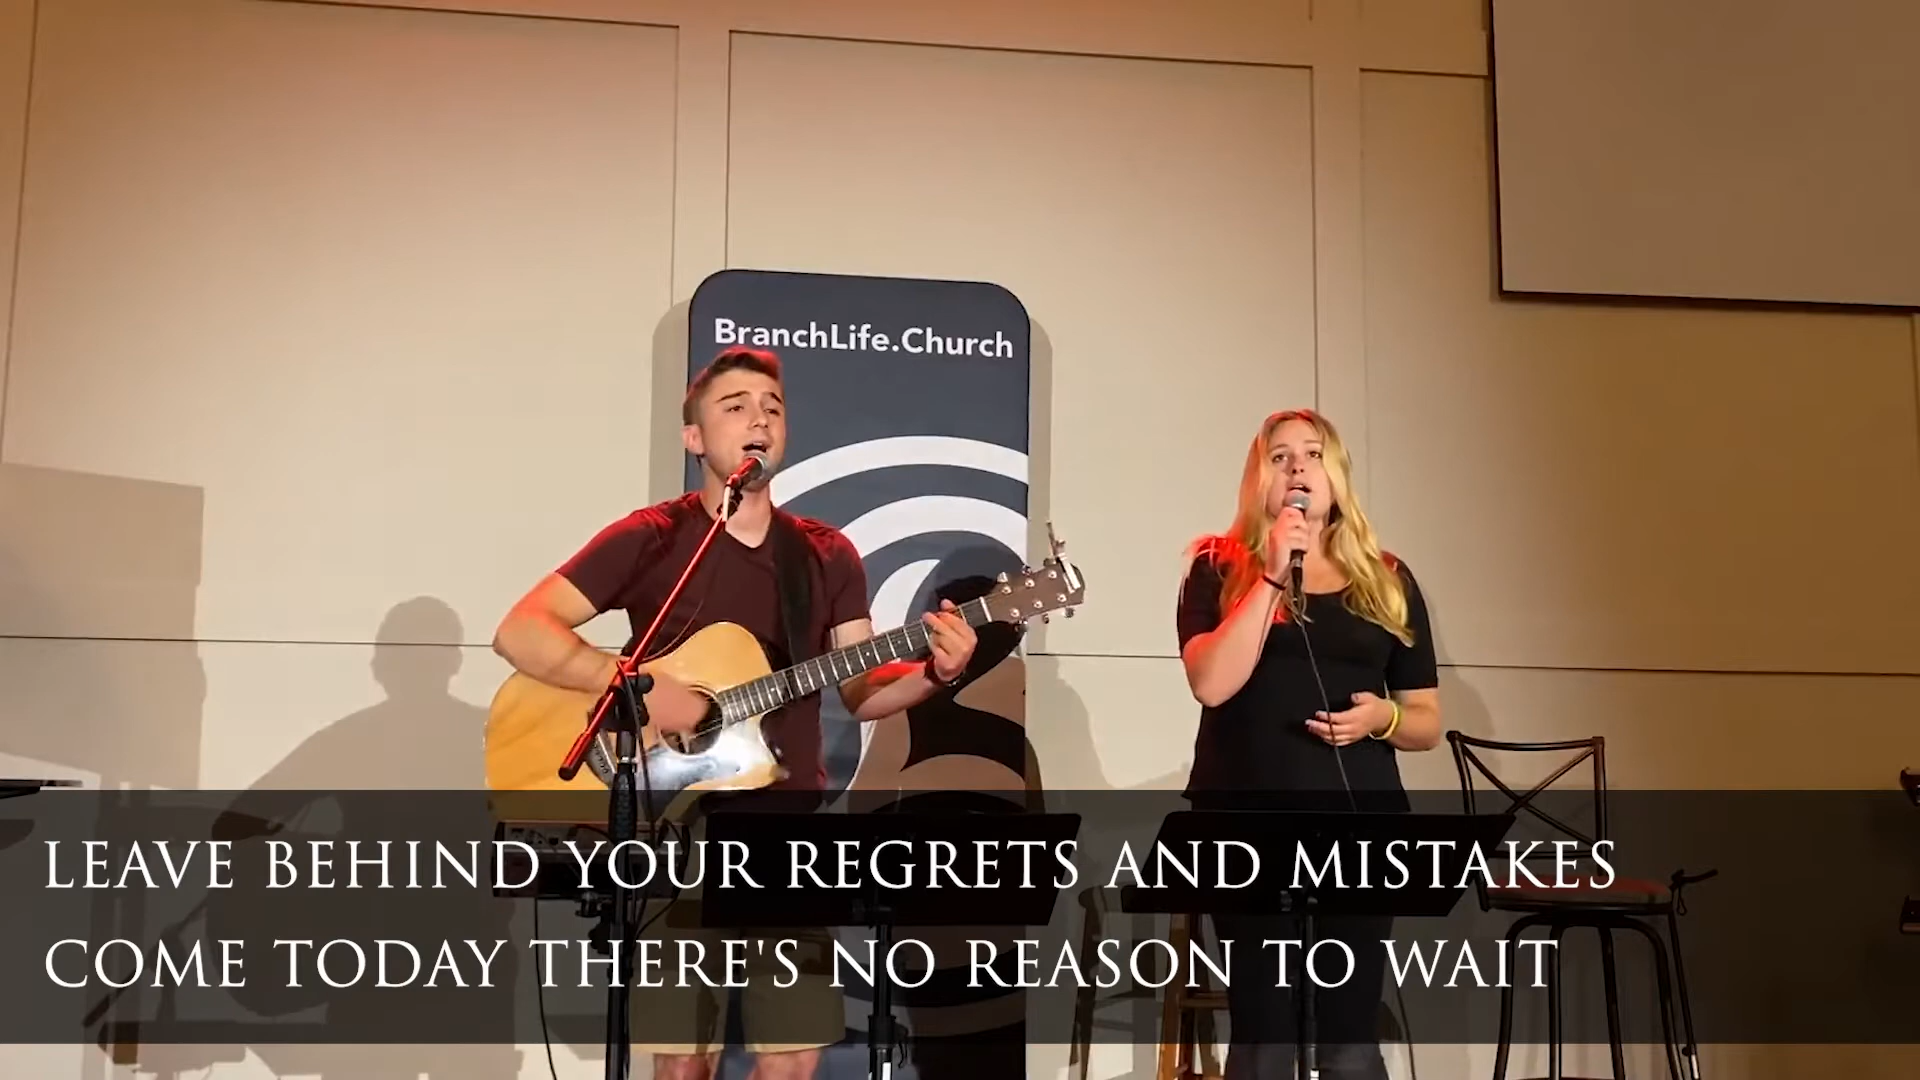 BranchLife.Church
LEAVE BEHIND YOUR REGRETS AND MISTAKES
COME TODAY THERE'S NO REASON TO WAIT